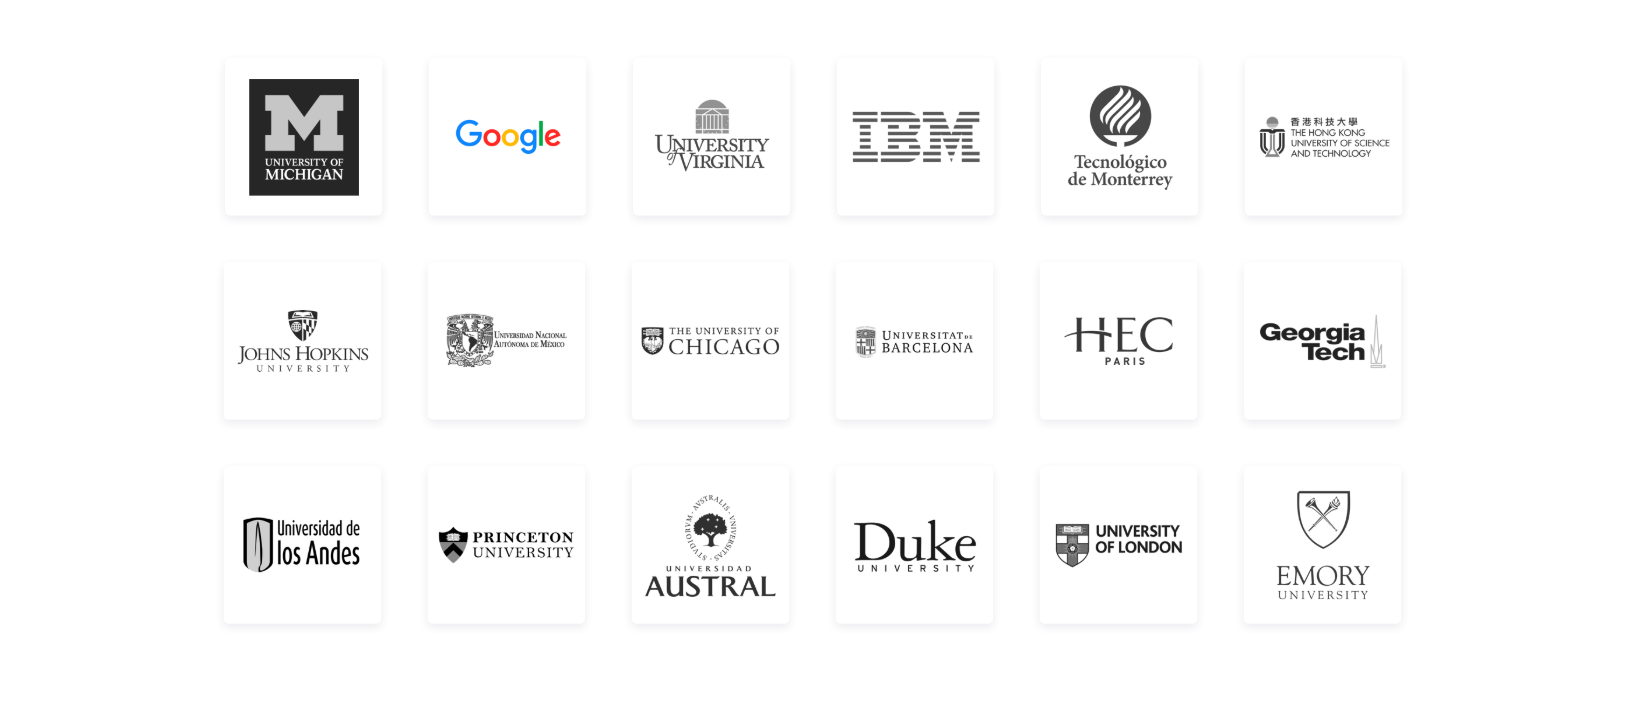 M
UNIVERSITY OF
MICHIGAN
Google
UNIVERSITY
of VIRGINIA
IBM
Tecnológico
de Monterrey
香港科技大學
THE HONG KONG
UNIVERSITY OF SCIENCE
AND TECHNOLOGY
JOHNS HOPKINS
UNIVERSITY
UNIVERSIDAD NACIONAL
AUTÓNOMA DE MÉXICO
THE UNIVERSITY OF
CHICAGO
UNIVERSITAT DE
BARCELONA
HEC
PARIS
Georgia
Tech
Universidad de
los Andes
PRINCETON
UNIVERSITY
STVDIORVM · AVSTRALIS · VNIVERSITAS ·
UNIVERSIDAD
AUSTRAL
Duke
UNIVERSITY
UNIVERSITY
OF LONDON
EMORY
UNIVERSITY